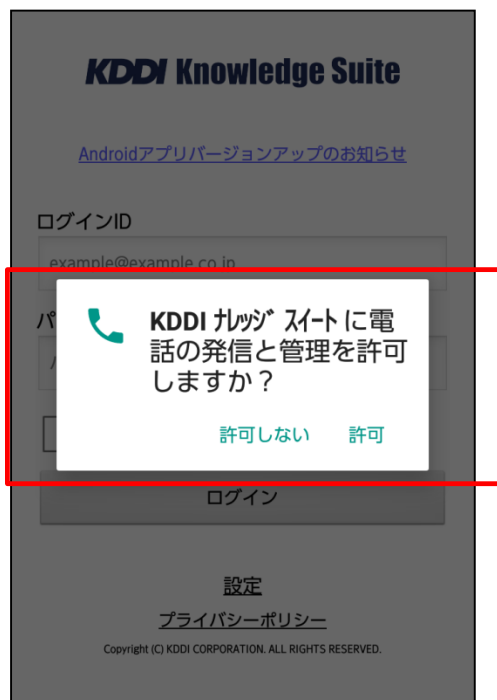 KDDI Knowledge Suite
Androidアプリバージョンアップのお知らせ
ログインID
example@example.co.jp
パ
KDDI ﾅﾚｯｼﾞ ｽｲｰﾄ に電
話の発信と管理を許可
しますか？
許可しない 許可
ログイン
設定
プライバシーポリシー
Copyright (C) KDDI CORPORATION. ALL RIGHTS RESERVED.